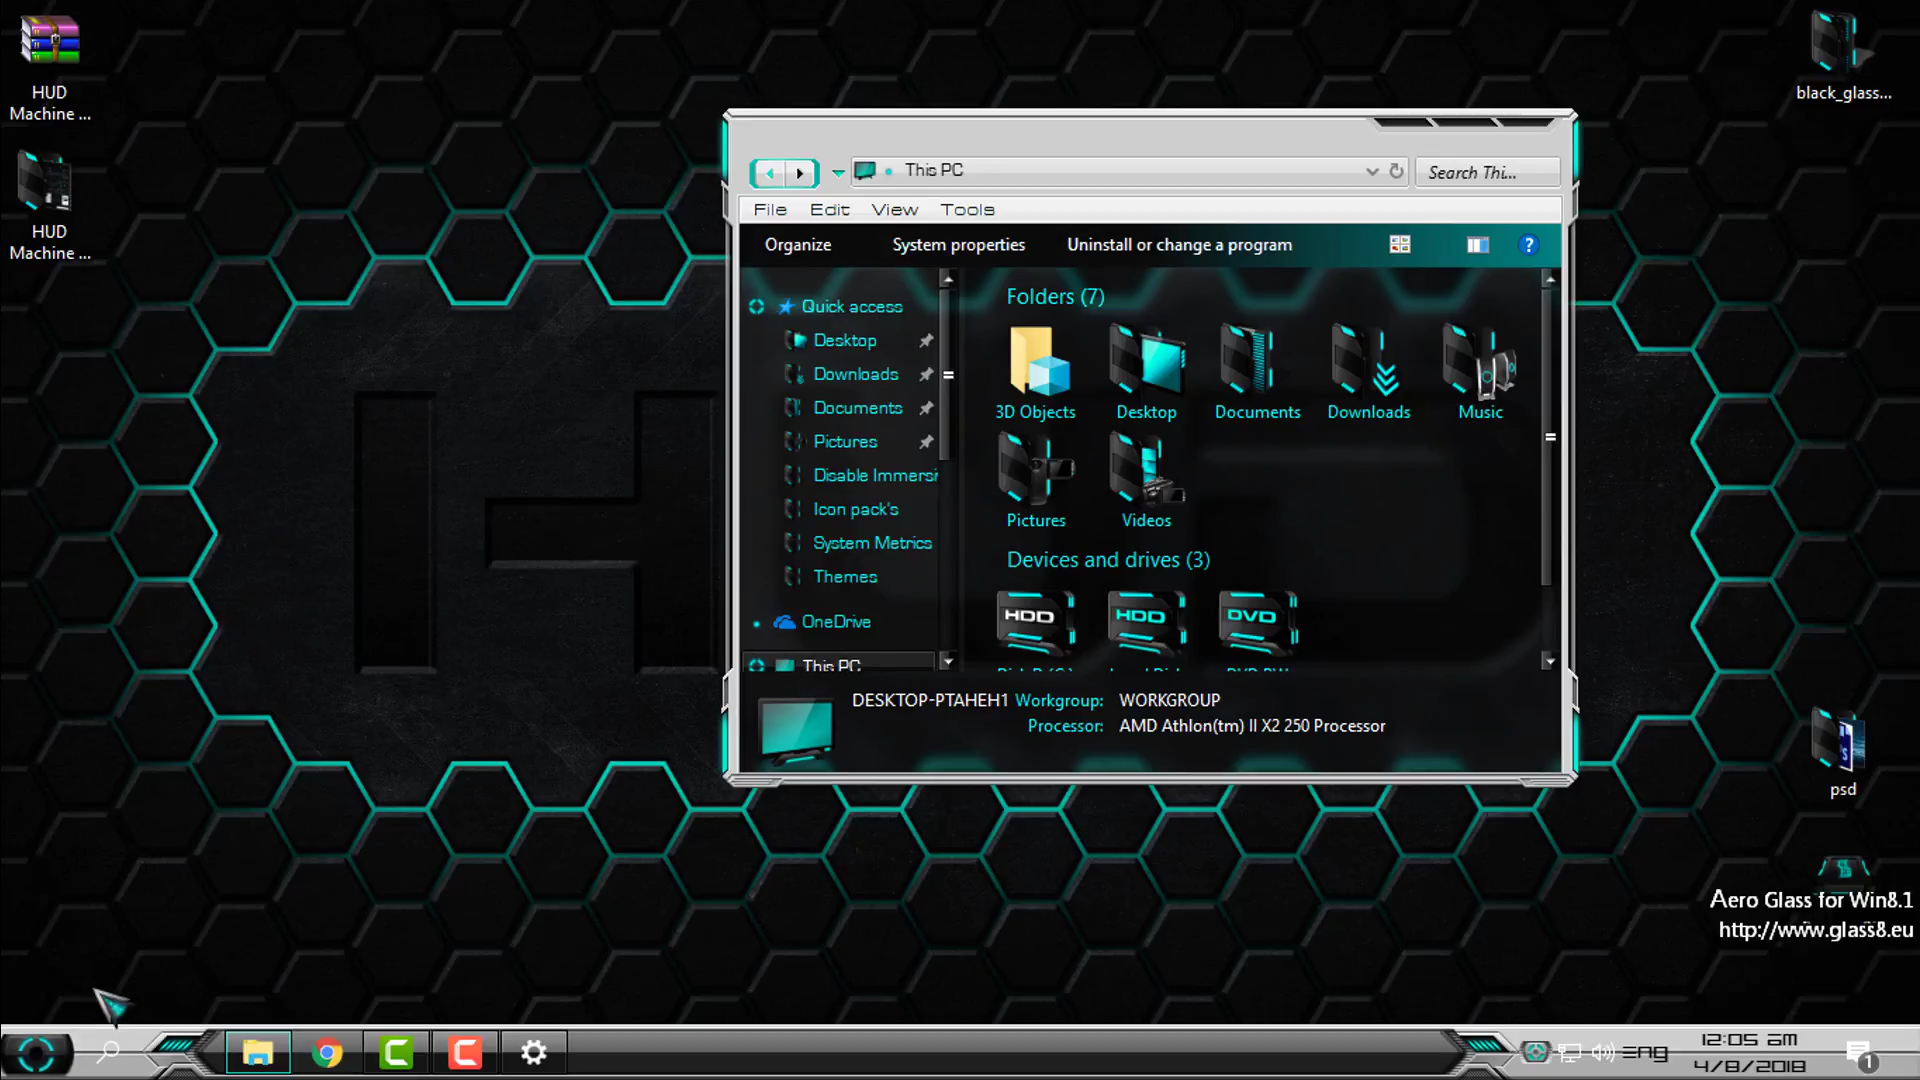 HUD
Machine ...
HUD
Machine ...
black_glass...
This PC
Search Thi...
File Edit View Tools
Organize System properties Uninstall or change a program
Quick access
Desktop
Downloads
Documents
Pictures
Disable Immersi
Icon pack's
System Metrics
Themes
OneDrive
This PC
Folders (7)
3D Objects Desktop Documents Downloads Music
Pictures Videos
Devices and drives (3)
HDD HDD DVD
DESKTOP-PTAHEH1 Workgroup: WORKGROUP
Processor: AMD Athlon(tm) II X2 250 Processor
psd
Aero Glass for Win8.1
http://www.glass8.eu
eng
12:05 am
4/8/2018
1